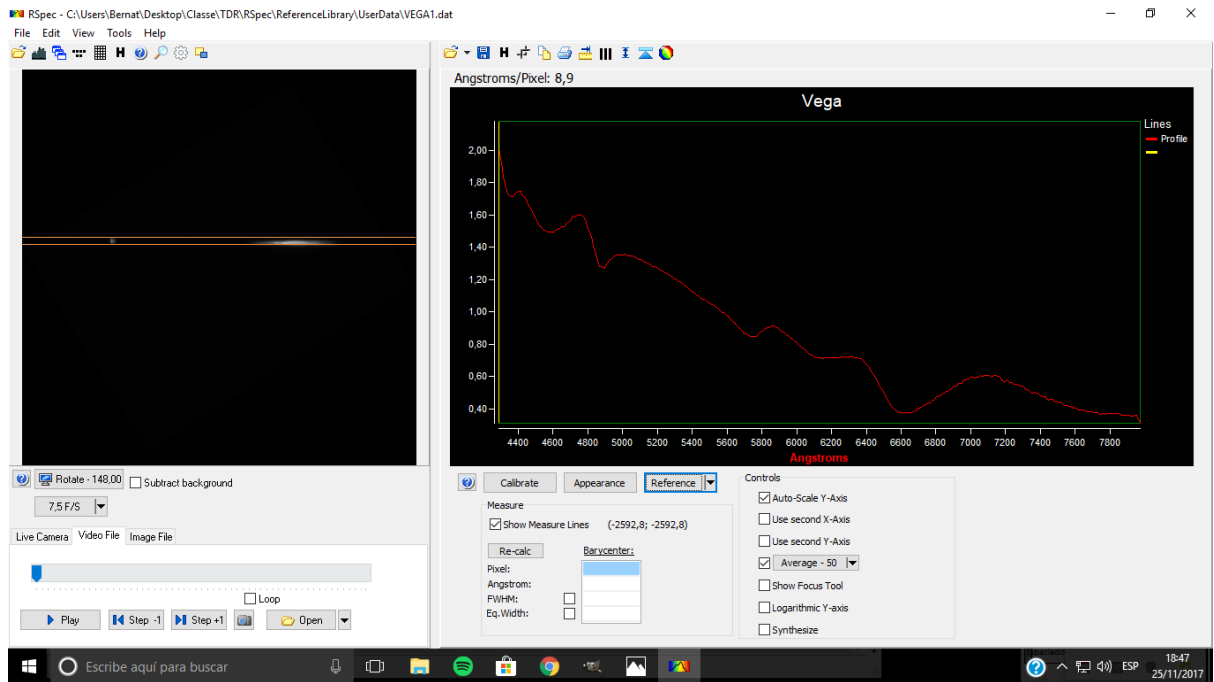 RSpec - C:\Users\Bernat\Desktop\Classe\TDR\RSpec\ReferenceLibrary\UserData\VEGA1.dat
File Edit View Tools Help
H
H
Angstroms/Pixel: 8,9
Vega
Lines
Profile
2,00
1,80
1,60
1,40
1,20
1,00
0,80
0,60
0,40
4400 4600 4800 5000 5200 5400 5600 5800 6000 6200 6400 6600 6800 7000 7200 7400 7600 7800
Angstroms
Rotate - 148,00
Subtract background
7,5 F/S
Live Camera Video File Image File
Loop
Play Step -1 Step +1 Open
Calibrate Appearance Reference
Measure
Show Measure Lines (-2592,8; -2592,8)
Re-calc Barycenter:
Pixel:
Angstrom:
FWHM:
Eq.Width:
Controls
Auto-Scale Y-Axis
Use second X-Axis
Use second Y-Axis
Average - 50
Show Focus Tool
Logarithmic Y-axis
Synthesize
Escribe aquí para buscar
ESP
18:47
25/11/2017